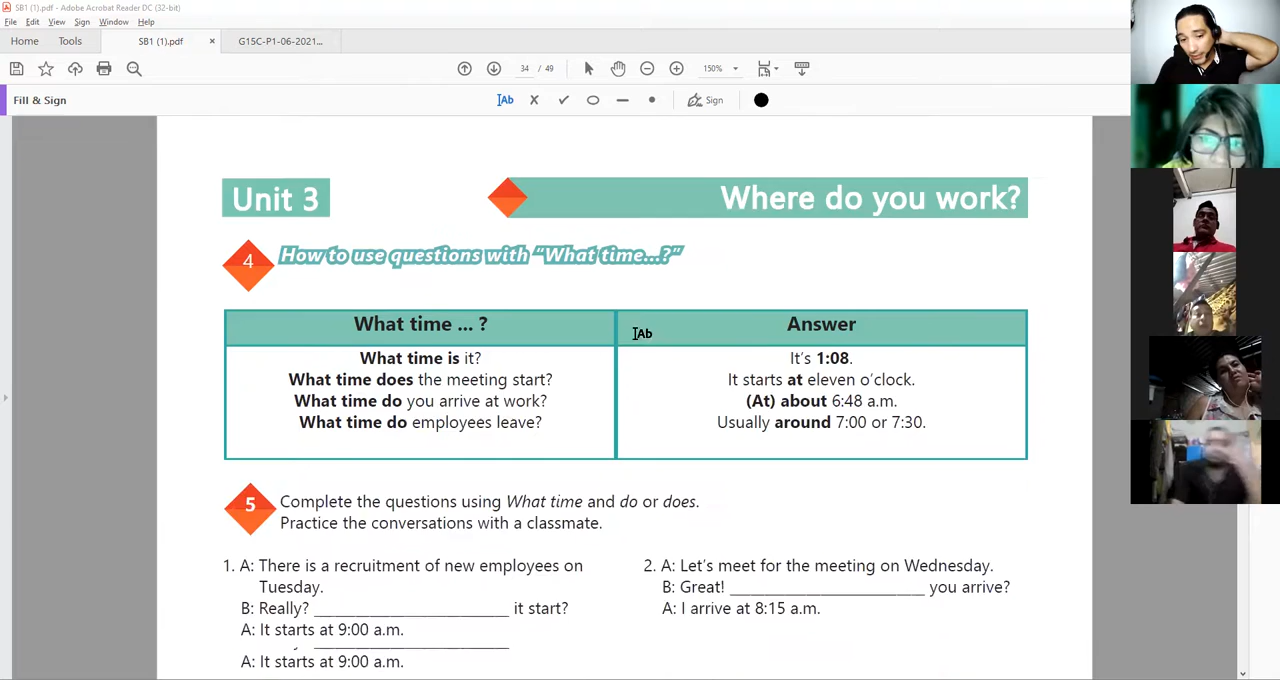 SB1 (1).pdf - Adobe Acrobat Reader DC (32-bit)
File Edit View Sign Window Help
Home Tools SB1 (1).pdf × G15C-P1-06-2021...
34 / 49 150%
Fill & Sign Ab Sign
Unit 3 Where do you work?
4 How to use questions with “What time...?”
What time ... ? Answer
Ab
What time is it? It’s 1:08.
What time does the meeting start? It starts at eleven o’clock.
What time do you arrive at work? (At) about 6:48 a.m.
What time do employees leave? Usually around 7:00 or 7:30.
5 Complete the questions using What time and do or does.
Practice the conversations with a classmate.
1. A: There is a recruitment of new employees on
Tuesday.
B: Really? ______________________ it start?
A: It starts at 9:00 a.m.
A: It starts at 9:00 a.m.
2. A: Let’s meet for the meeting on Wednesday.
B: Great! ______________________ you arrive?
A: I arrive at 8:15 a.m.